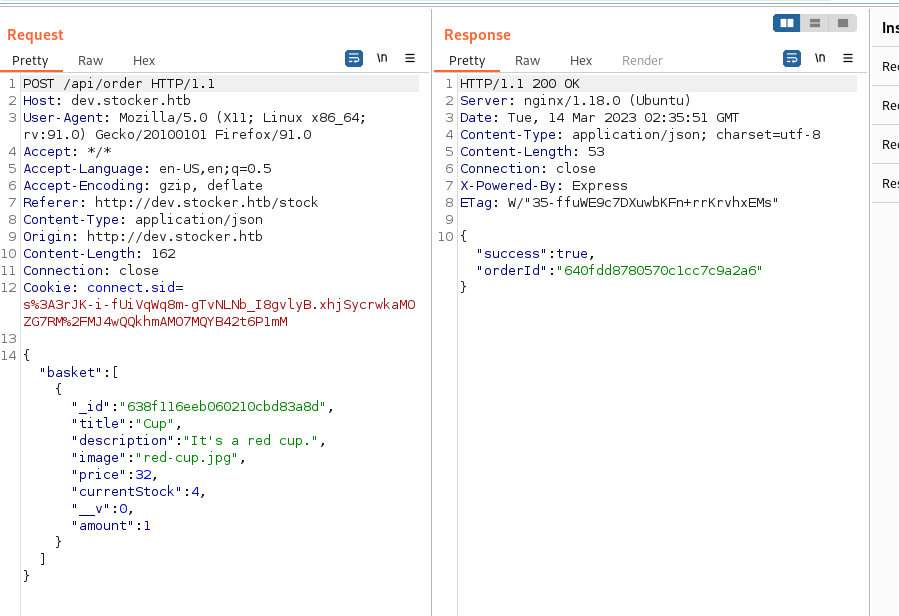 Request
Pretty Raw Hex \n
1 POST /api/order HTTP/1.1
2 Host: dev.stocker.htb
3 User-Agent: Mozilla/5.0 (X11; Linux x86_64;
rv:91.0) Gecko/20100101 Firefox/91.0
4 Accept: */*
5 Accept-Language: en-US,en;q=0.5
6 Accept-Encoding: gzip, deflate
7 Referer: http://dev.stocker.htb/stock
8 Content-Type: application/json
9 Origin: http://dev.stocker.htb
10 Content-Length: 162
11 Connection: close
12 Cookie: connect.sid=
s%3A3rJK-i-fUiVqWq8m-gTvNLNb_I8gvlyB.xhjSycrwkaMO
ZG7RM%2FMJ4wQQkhmAMO7MQYB42t6P1mM
13
14 {
"basket":[
{
"_id":"638f116eeb060210cbd83a8d",
"title":"Cup",
"description":"It's a red cup.",
"image":"red-cup.jpg",
"price":32,
"currentStock":4,
"__v":0,
"amount":1
}
]
}
Response
Pretty Raw Hex Render \n
1 HTTP/1.1 200 OK
2 Server: nginx/1.18.0 (Ubuntu)
3 Date: Tue, 14 Mar 2023 02:35:51 GMT
4 Content-Type: application/json; charset=utf-8
5 Content-Length: 53
6 Connection: close
7 X-Powered-By: Express
8 ETag: W/"35-ffuWE9c7DXuwbKFn+rrKrvhxEMs"
9
10 {
"success":true,
"orderId":"640fdd8780570c1cc7c9a2a6"
}
Ins
Rec
Rec
Rec
Res